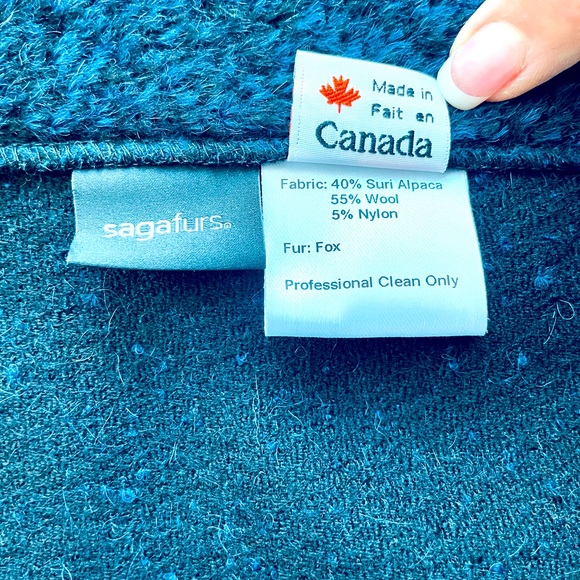 Made in
Fait en
Canada
sagafurs®
Fabric: 40% Suri Alpaca
55% Wool
5% Nylon
Fur: Fox
Professional Clean Only